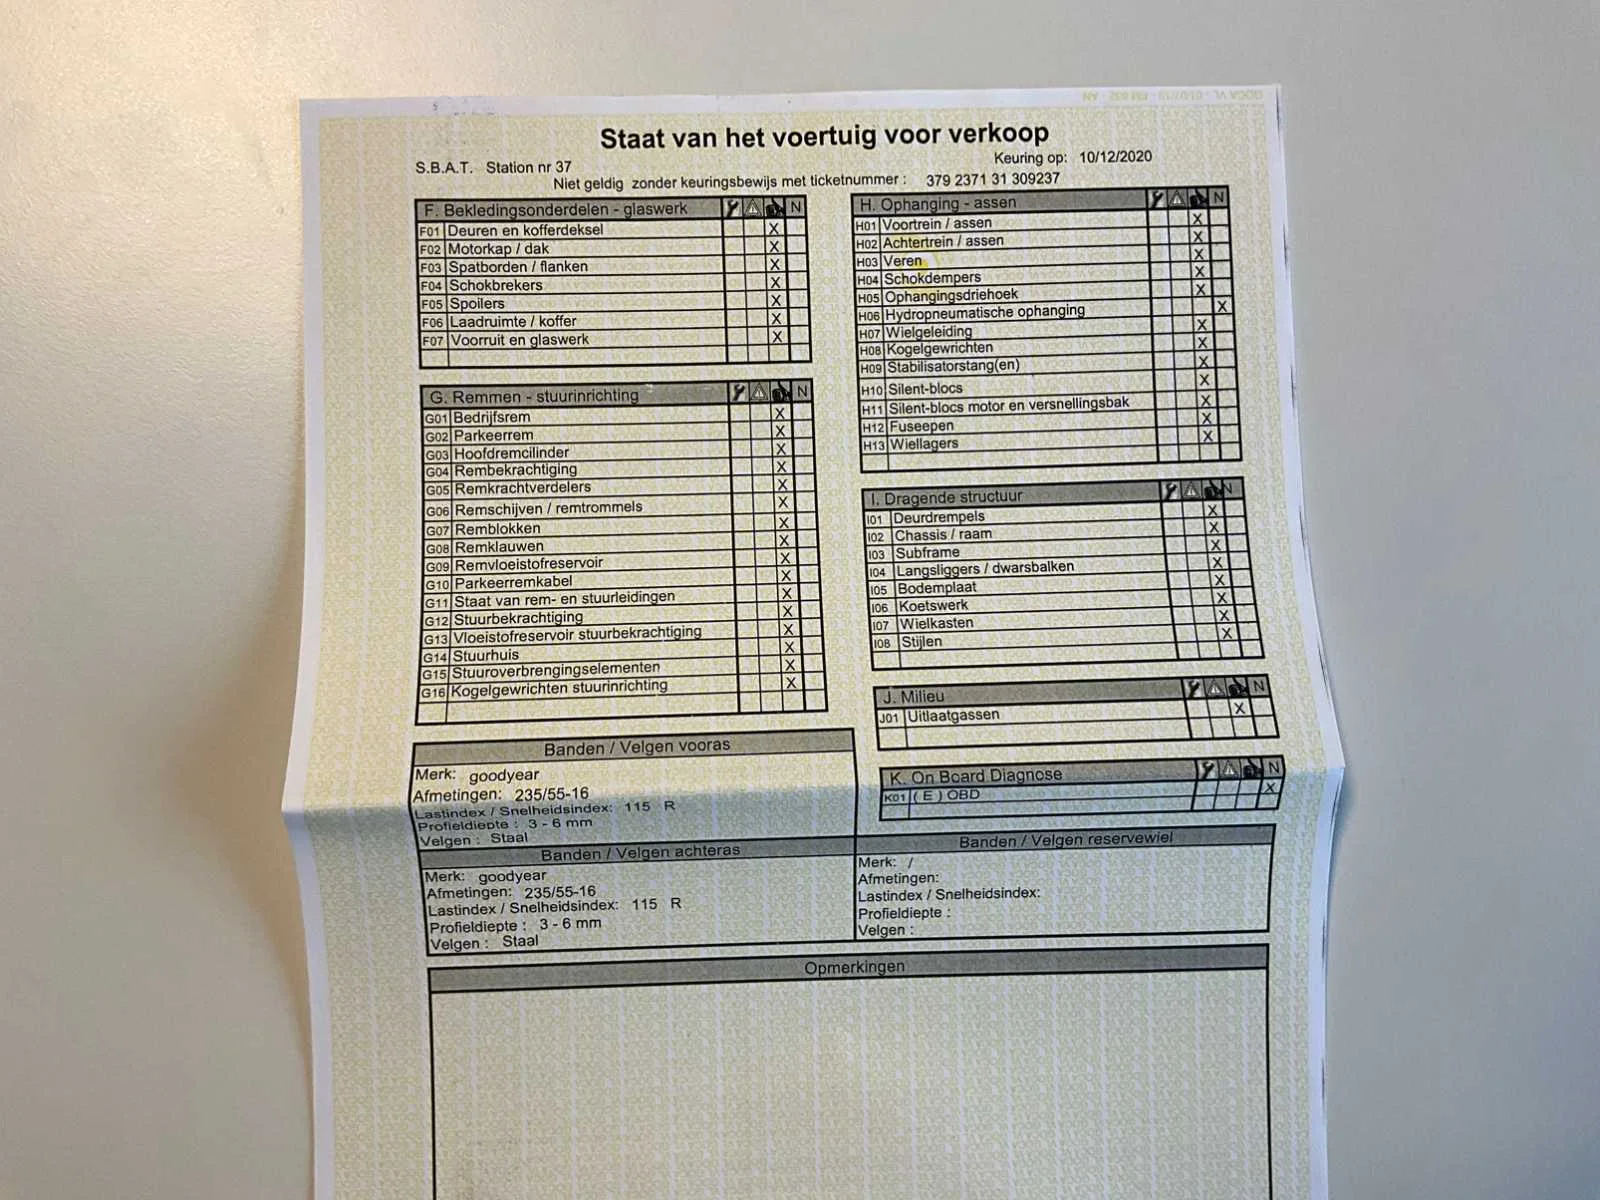 Staat van het voertuig voor verkoop
S.B.A.T. Station nr 37
Keuring op: 10/12/2020
Niet geldig zonder keuringsbewijs met ticketnummer : 379 2371 31 309237
F. Bekledingsonderdelen - glaswerk N
F01 Deuren en kofferdeksel X
F02 Motorkap / dak X
F03 Spatborden / flanken X
F04 Schokbrekers X
F05 Spoilers X
F06 Laadruimte / koffer X
F07 Voorruit en glaswerk X
G. Remmen - stuurinrichting N
G01 Bedrijfsrem X
G02 Parkeerrem X
G03 Hoofdremcilinder X
G04 Rembekrachtiging X
G05 Remkrachtverdelers X
G06 Remschijven / remtrommels X
G07 Remblokken X
G08 Remklauwen X
G09 Remvloeistofreservoir X
G10 Parkeerremkabel X
G11 Staat van rem- en stuurleidingen X
G12 Stuurbekrachtiging X
G13 Vloeistofreservoir stuurbekrachtiging X
G14 Stuurhuis X
G15 Stuuroverbrengingselementen X
G16 Kogelgewrichten stuurinrichting X
H. Ophanging - assen N
H01 Voortrein / assen X
H02 Achtertrein / assen X
H03 Veren X
H04 Schokdempers X
H05 Ophangingsdriehoek X
H06 Hydropneumatische ophanging X
H07 Wielgeleiding X
H08 Kogelgewrichten X
H09 Stabilisatorstang(en) X
H10 Silent-blocs X
H11 Silent-blocs motor en versnellingsbak X
H12 Fuseepen X
H13 Wiellagers X
I. Dragende structuur N
I01 Deurdrempels X
I02 Chassis / raam X
I03 Subframe X
I04 Langsliggers / dwarsbalken X
I05 Bodemplaat X
I06 Koetswerk X
I07 Wielkasten X
I08 Stijlen X
J. Milieu N
J01 Uitlaatgassen X
K. On Board Diagnose N
K01 ( E ) OBD X
Banden / Velgen vooras
Merk: goodyear
Afmetingen: 235/55-16
Lastindex / Snelheidsindex: 115 R
Profieldiepte : 3 - 6 mm
Velgen : Staal
Banden / Velgen achteras
Merk: goodyear
Afmetingen: 235/55-16
Lastindex / Snelheidsindex: 115 R
Profieldiepte : 3 - 6 mm
Velgen : Staal
Banden / Velgen reservewiel
Merk: /
Afmetingen:
Lastindex / Snelheidsindex:
Profieldiepte :
Velgen :
Opmerkingen